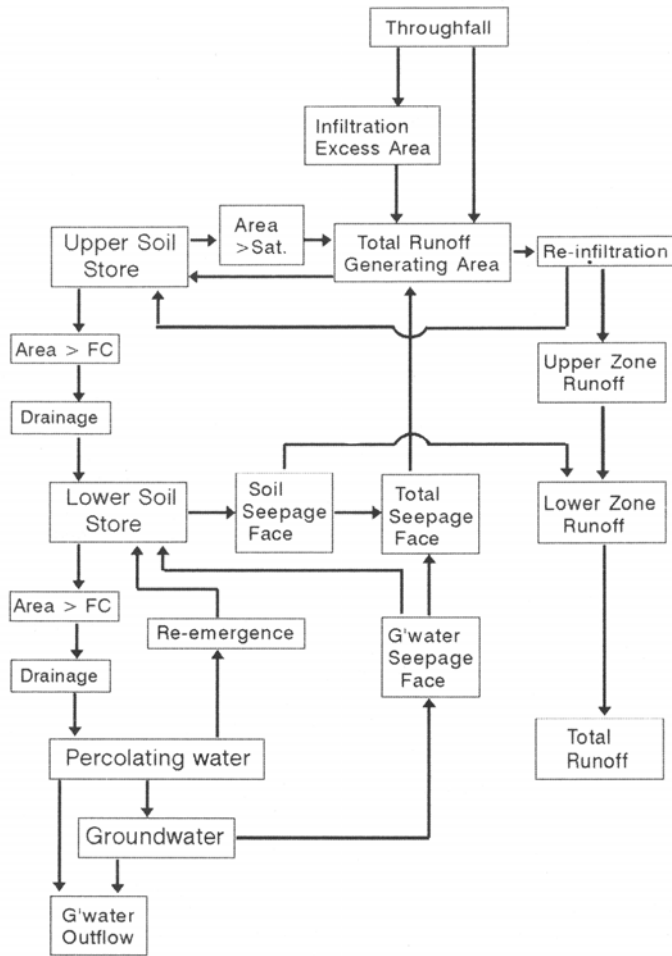 Throughfall
Infiltration
Excess Area
Upper Soil
Store
Area
>Sat.
Total Runoff
Generating Area
Re-infiltration
Area > FC
Upper Zone
Runoff
Drainage
Lower Soil
Store
Soil
Seepage
Face
Total
Seepage
Face
Lower Zone
Runoff
Area > FC
Re-emergence
G'water
Seepage
Face
Drainage
Total
Runoff
Percolating water
Groundwater
G'water
Outflow